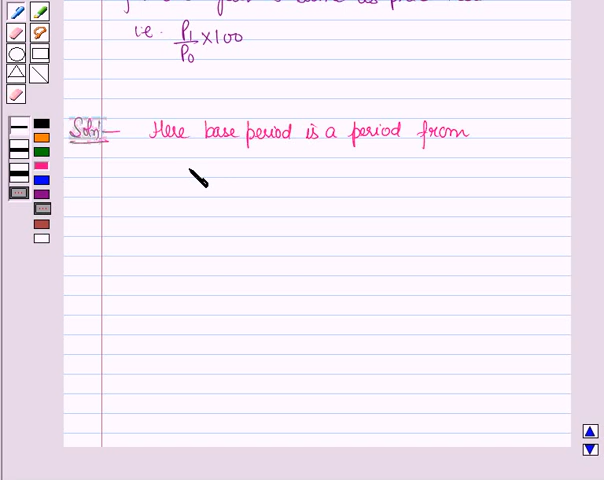 i.e. P1/P0 ×100
Soln:- Here base period is a period from